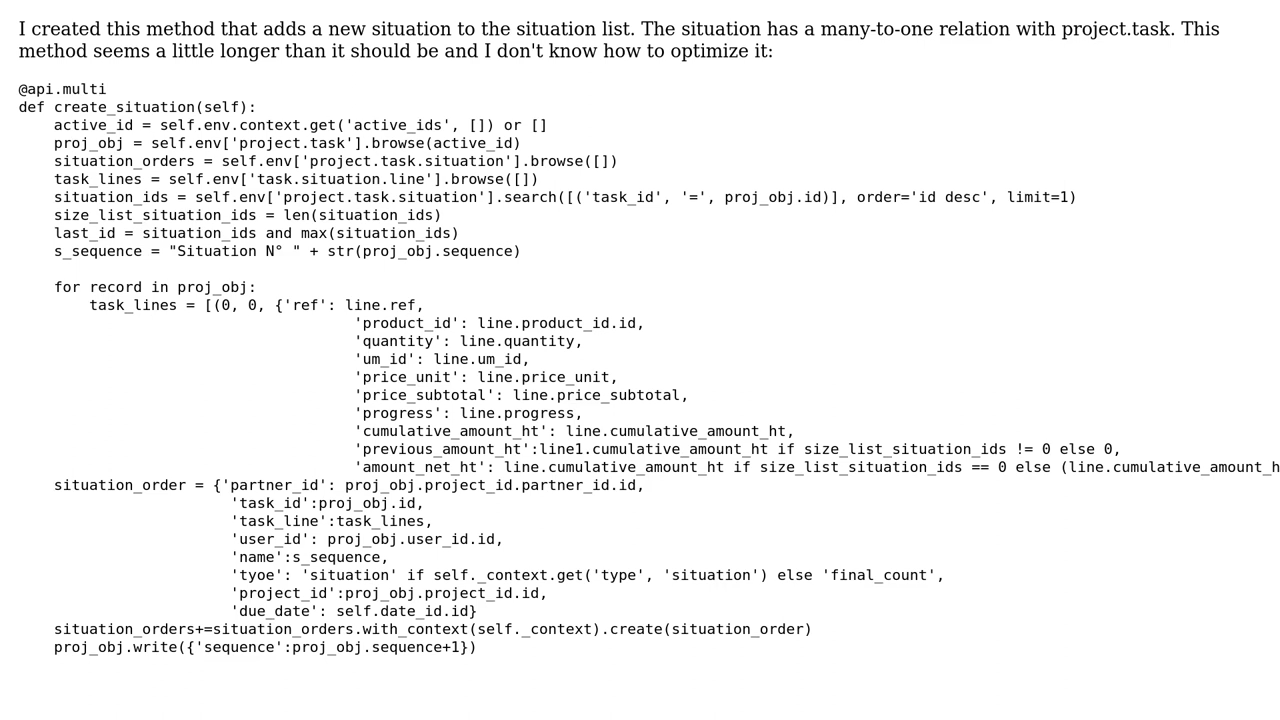 I created this method that adds a new situation to the situation list. The situation has a many-to-one relation with project.task. This
method seems a little longer than it should be and I don't know how to optimize it:
@api.multi
def create_situation(self):
    active_id = self.env.context.get('active_ids', []) or []
    proj_obj = self.env['project.task'].browse(active_id)
    situation_orders = self.env['project.task.situation'].browse([])
    task_lines = self.env['task.situation.line'].browse([])
    situation_ids = self.env['project.task.situation'].search([('task_id', '=', proj_obj.id)], order='id desc', limit=1)
    size_list_situation_ids = len(situation_ids)
    last_id = situation_ids and max(situation_ids)
    s_sequence = "Situation N° " + str(proj_obj.sequence)
    for record in proj_obj:
        task_lines = [(0, 0, {'ref': line.ref,
                                      'product_id': line.product_id.id,
                                      'quantity': line.quantity,
                                      'um_id': line.um_id,
                                      'price_unit': line.price_unit,
                                      'price_subtotal': line.price_subtotal,
                                      'progress': line.progress,
                                      'cumulative_amount_ht': line.cumulative_amount_ht,
                                      'previous_amount_ht':line1.cumulative_amount_ht if size_list_situation_ids != 0 else 0,
                                      'amount_net_ht': line.cumulative_amount_ht if size_list_situation_ids == 0 else (line.cumulative_amount_h
    situation_order = {'partner_id': proj_obj.project_id.partner_id.id,
                        'task_id':proj_obj.id,
                        'task_line':task_lines,
                        'user_id': proj_obj.user_id.id,
                        'name':s_sequence,
                        'tyoe': 'situation' if self._context.get('type', 'situation') else 'final_count',
                        'project_id':proj_obj.project_id.id,
                        'due_date': self.date_id.id}
    situation_orders+=situation_orders.with_context(self._context).create(situation_order)
    proj_obj.write({'sequence':proj_obj.sequence+1})